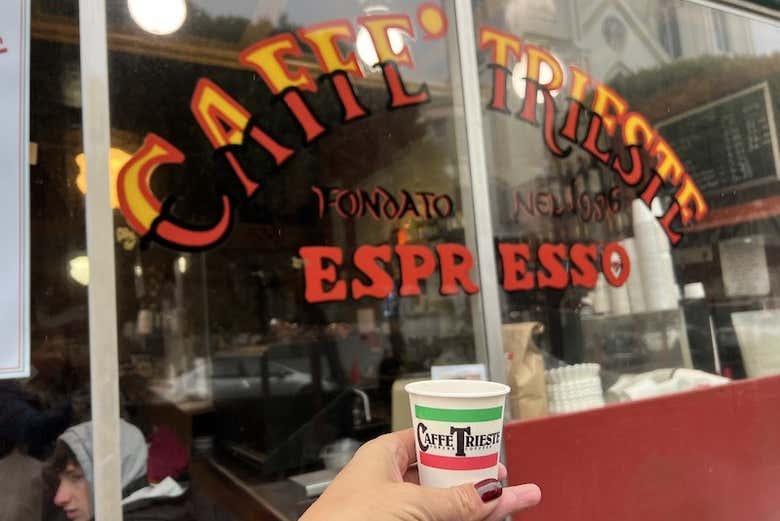 CAFFE' TRIESTE
FONDATO NEL 1956
ESPRESSO
CAFFE TRIESTE